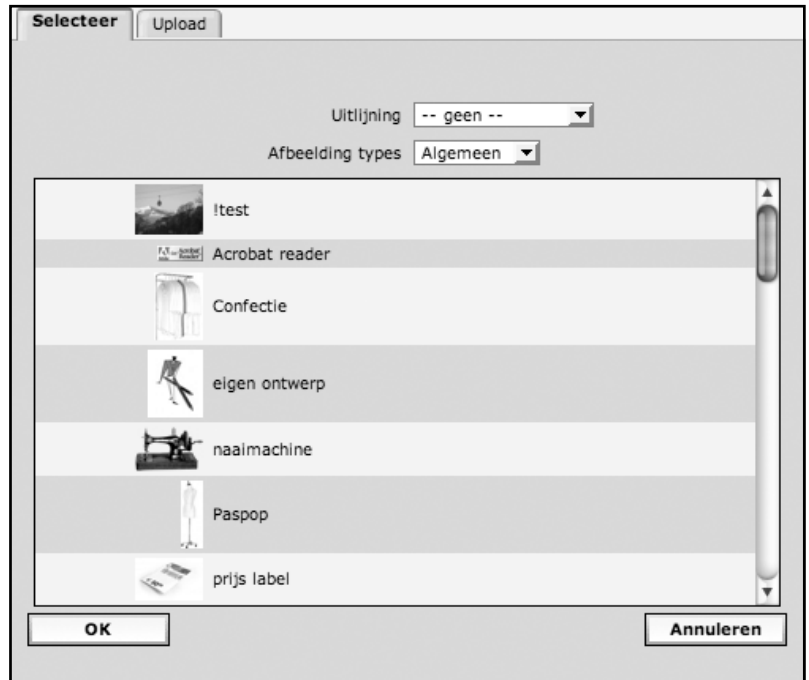 Selecteer Upload
Uitlijning -- geen --
Afbeelding types Algemeen
!test
Acrobat reader
Confectie
eigen ontwerp
naaimachine
Paspop
prijs label
OK Annuleren